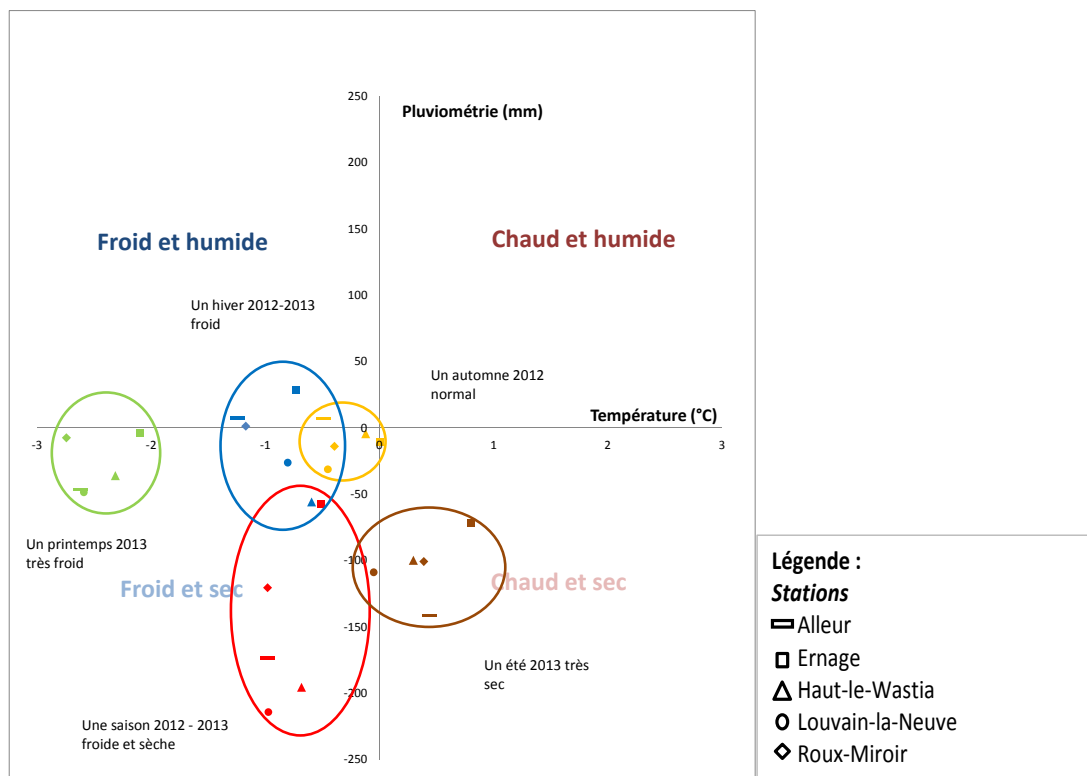 250
Pluviométrie (mm)
200
150
Froid et humide
Chaud et humide
100
Un hiver 2012-2013
froid
50
Un automne 2012
normal
0
Température (°C)
-3
-2
-1
0
1
2
3
-50
Un printemps 2013
très froid
-100
Froid et sec
Chaud et sec
-150
Un été 2013 très
sec
-200
Une saison 2012 - 2013
froide et sèche
-250
Légende :
Stations
Alleur
Ernage
Haut-le-Wastia
Louvain-la-Neuve
Roux-Miroir